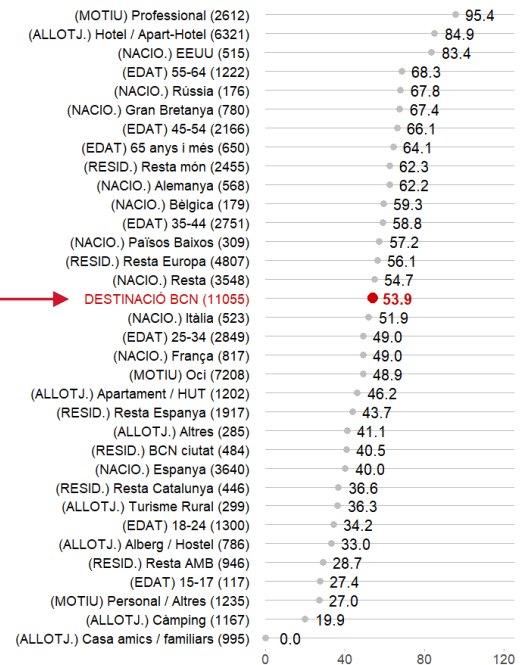 (MOTIU) Professional (2612) 95.4
(ALLOTJ.) Hotel / Apart-Hotel (6321) 84.9
(NACIO.) EEUU (515) 83.4
(EDAT) 55-64 (1222) 68.3
(NACIO.) Rússia (176) 67.8
(NACIO.) Gran Bretanya (780) 67.4
(EDAT) 45-54 (2166) 66.1
(EDAT) 65 anys i més (650) 64.1
(RESID.) Resta món (2455) 62.3
(NACIO.) Alemanya (568) 62.2
(NACIO.) Bèlgica (179) 59.3
(EDAT) 35-44 (2751) 58.8
(NACIO.) Països Baixos (309) 57.2
(RESID.) Resta Europa (4807) 56.1
(NACIO.) Resta (3548) 54.7
DESTINACIÓ BCN (11055) 53.9
(NACIO.) Itàlia (523) 51.9
(EDAT) 25-34 (2849) 49.0
(NACIO.) França (817) 49.0
(MOTIU) Oci (7208) 48.9
(ALLOTJ.) Apartament / HUT (1202) 46.2
(RESID.) Resta Espanya (1917) 43.7
(ALLOTJ.) Altres (285) 41.1
(RESID.) BCN ciutat (484) 40.5
(NACIO.) Espanya (3640) 40.0
(RESID.) Resta Catalunya (446) 36.6
(ALLOTJ.) Turisme Rural (299) 36.3
(EDAT) 18-24 (1300) 34.2
(ALLOTJ.) Alberg / Hostel (786) 33.0
(RESID.) Resta AMB (946) 28.7
(EDAT) 15-17 (117) 27.4
(MOTIU) Personal / Altres (1235) 27.0
(ALLOTJ.) Càmping (1167) 19.9
(ALLOTJ.) Casa amics / familiars (995) 0.0
0 40 80 120